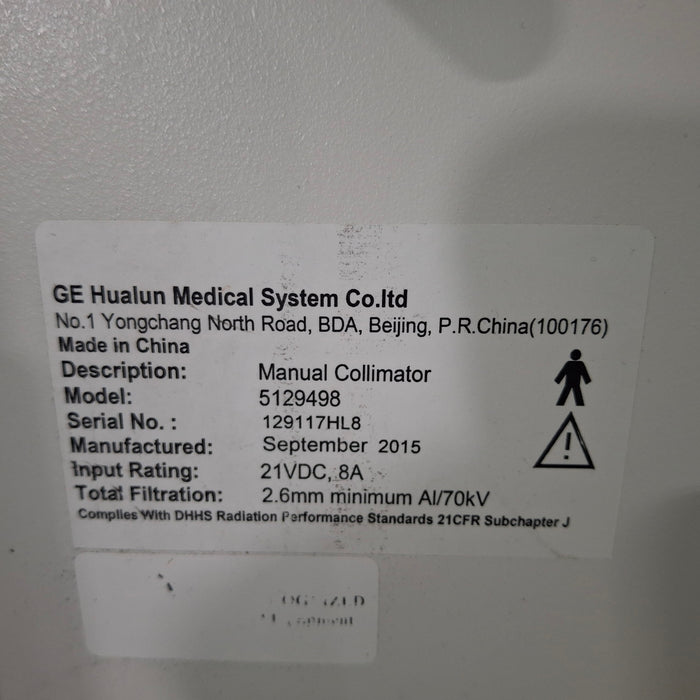 GE Hualun Medical System Co.ltd
No.1 Yongchang North Road, BDA, Beijing, P.R.China(100176)
Made in China
Description: Manual Collimator
Model: 5129498
Serial No. : 129117HL8
Manufactured: September 2015
Input Rating: 21VDC, 8A
Total Filtration: 2.6mm minimum Al/70kV
Complies With DHHS Radiation Performance Standards 21CFR Subchapter J